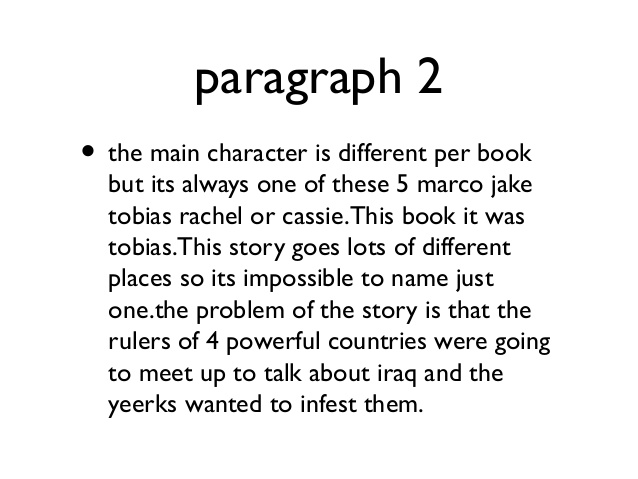 paragraph 2
• the main character is different per book
but its always one of these 5 marco jake
tobias rachel or cassie.This book it was
tobias.This story goes lots of different
places so its impossible to name just
one.the problem of the story is that the
rulers of 4 powerful countries were going
to meet up to talk about iraq and the
yeerks wanted to infest them.